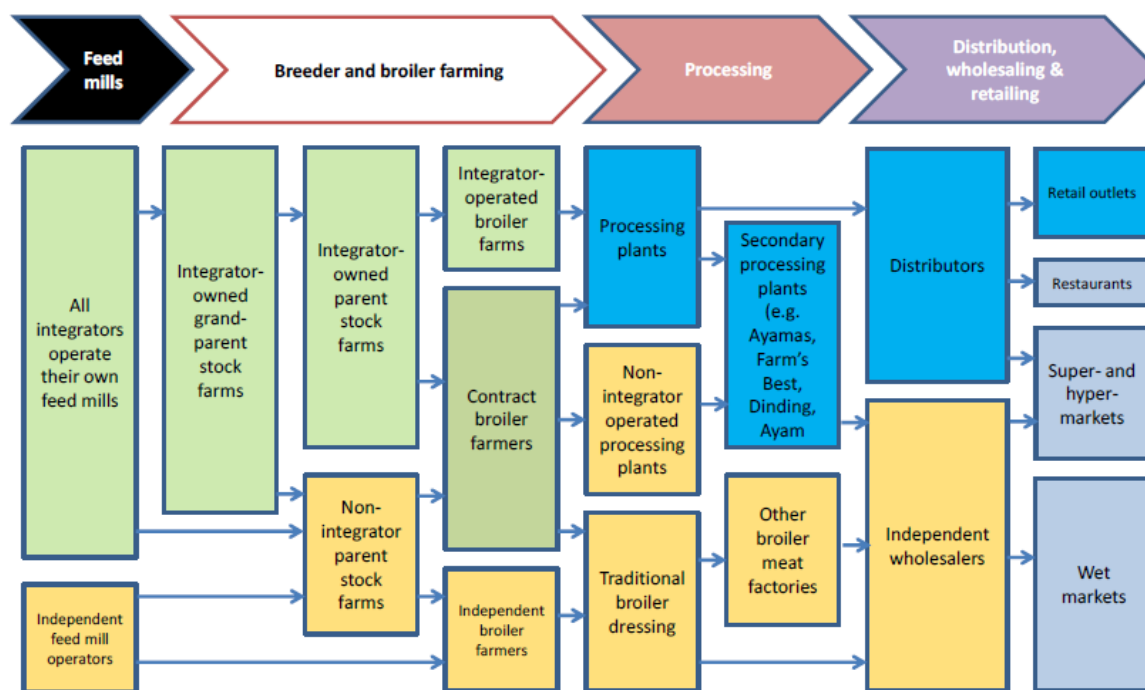 Feed
mills
Breeder and broiler farming
Processing
Distribution,
wholesaling &
retailing
All
integrators
operate
their own
feed mills
Integrator-
owned
grand-
parent
stock
farms
Integrator-
owned
parent
stock
farms
Integrator-
operated
broiler
farms
Processing
plants
Secondary
processing
plants
(e.g.
Ayamas,
Farm's
Best,
Dinding,
Ayam
Distributors
Retail outlets
Restaurants
Super- and
hyper-
markets
Contract
broiler
farmers
Non-
integrator
operated
processing
plants
Non-
integrator
parent
stock
farms
Other
broiler
meat
factories
Independent
wholesalers
Wet
markets
Independent
feed mill
operators
Independent
broiler
farmers
Traditional
broiler
dressing